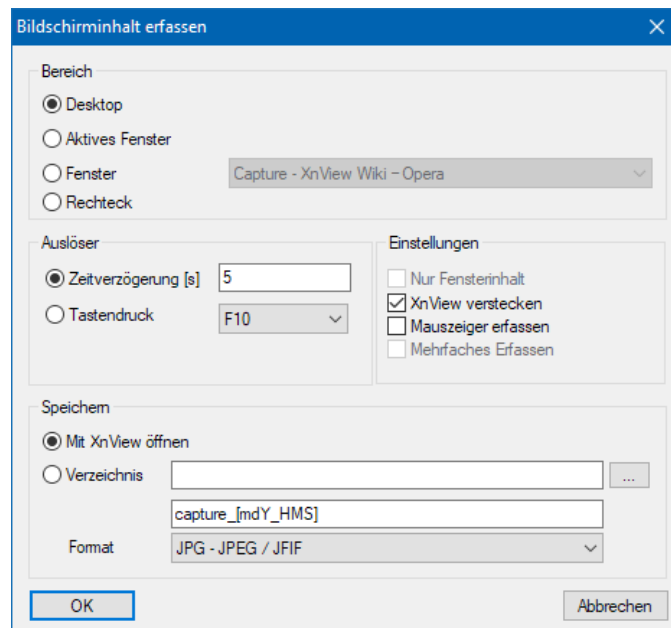 Bildschirminhalt erfassen
Bereich
Desktop
Aktives Fenster
Fenster
Capture - XnView Wiki – Opera
Rechteck
Auslöser
Zeitverzögerung [s]
5
Tastendruck
F10
Einstellungen
Nur Fensterinhalt
XnView verstecken
Mauszeiger erfassen
Mehrfaches Erfassen
Speichern
Mit XnView öffnen
Verzeichnis
...
capture_[mdY_HMS]
Format
JPG - JPEG / JFIF
OK
Abbrechen